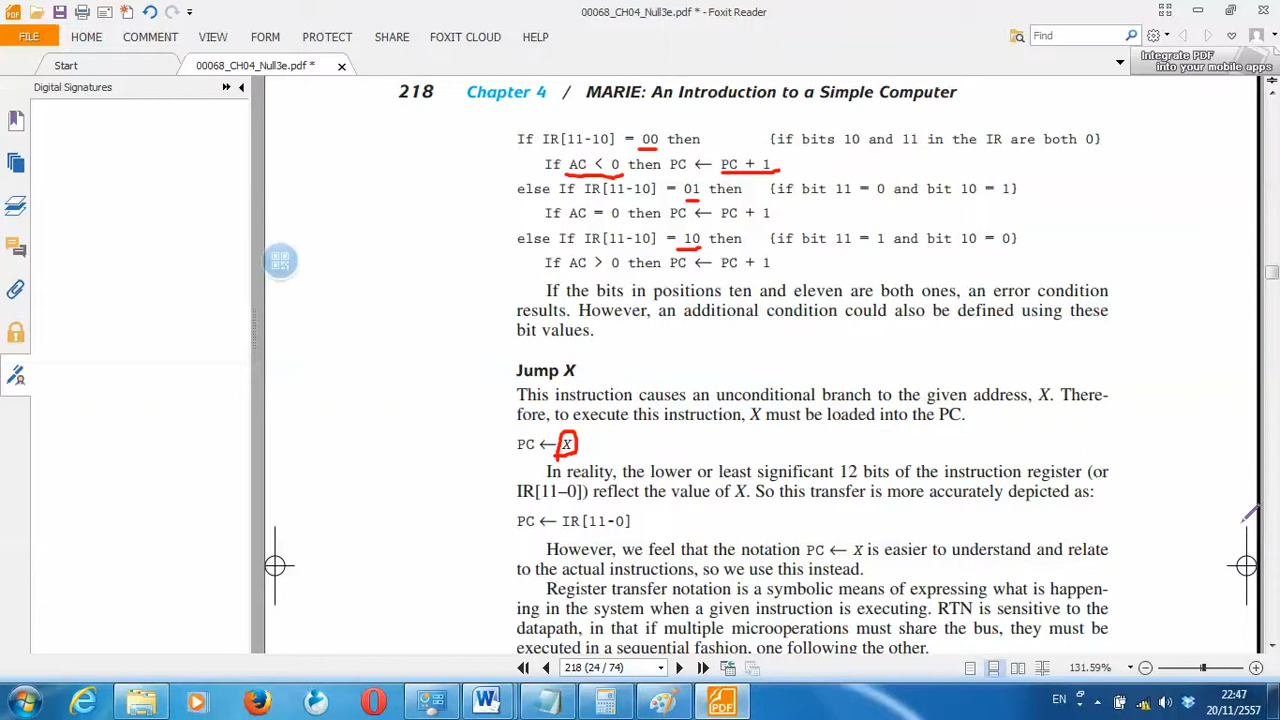 00068_CH04_Null3e.pdf * - Foxit Reader
FILE HOME COMMENT VIEW FORM PROTECT SHARE FOXIT CLOUD HELP
Find
Start
00068_CH04_Null3e.pdf *
Integrate PDF
into your mobile apps
Digital Signatures
218 Chapter 4 / MARIE: An Introduction to a Simple Computer
If IR[11-10] = 00 then {if bits 10 and 11 in the IR are both 0}
If AC < 0 then PC ← PC + 1
else If IR[11-10] = 01 then {if bit 11 = 0 and bit 10 = 1}
If AC = 0 then PC ← PC + 1
else If IR[11-10] = 10 then {if bit 11 = 1 and bit 10 = 0}
If AC > 0 then PC ← PC + 1
If the bits in positions ten and eleven are both ones, an error condition
results. However, an additional condition could also be defined using these
bit values.
Jump X
This instruction causes an unconditional branch to the given address, X. There-
fore, to execute this instruction, X must be loaded into the PC.
PC ← X
In reality, the lower or least significant 12 bits of the instruction register (or
IR[11–0]) reflect the value of X. So this transfer is more accurately depicted as:
PC ← IR[11-0]
However, we feel that the notation PC ← X is easier to understand and relate
to the actual instructions, so we use this instead.
Register transfer notation is a symbolic means of expressing what is happen-
ing in the system when a given instruction is executing. RTN is sensitive to the
datapath, in that if multiple microoperations must share the bus, they must be
executed in a sequential fashion, one following the other.
218 (24 / 74)
131.59%
EN
22:47
20/11/2557